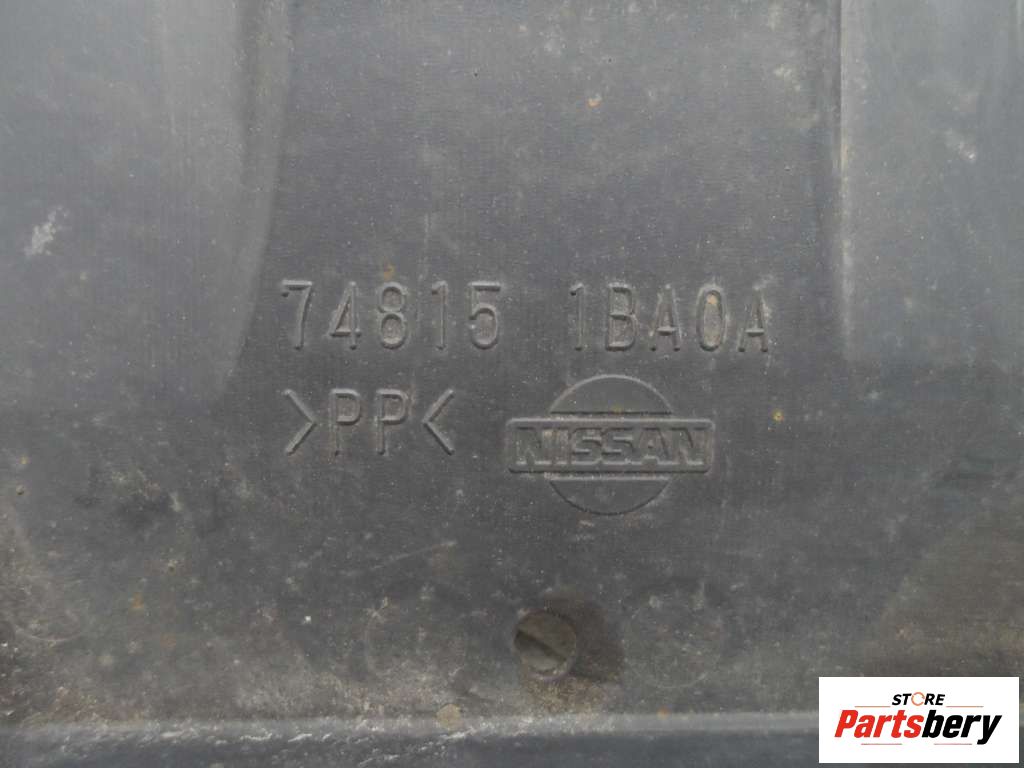 74815 1BA0A
>PP<
NISSAN
STORE
Partsbery